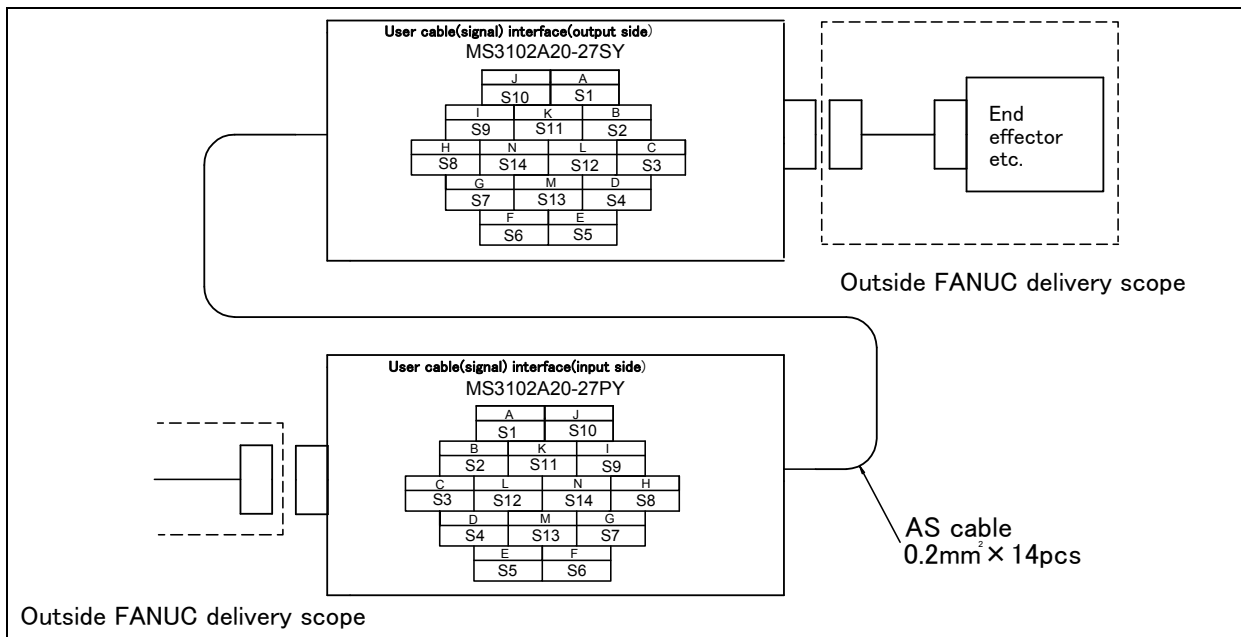 User cable(signal) interface(output side)
MS3102A20-27SY
J A
S10 S1
I K B
S9 S11 S2
H N L C
S8 S14 S12 S3
G M D
S7 S13 S4
F E
S6 S5
End
effector
etc.
Outside FANUC delivery scope
User cable(signal) interface(input side)
MS3102A20-27PY
A J
S1 S10
B K I
S2 S11 S9
C L N H
S3 S12 S14 S8
D M G
S4 S13 S7
E F
S5 S6
AS cable
0.2mm² × 14pcs
Outside FANUC delivery scope